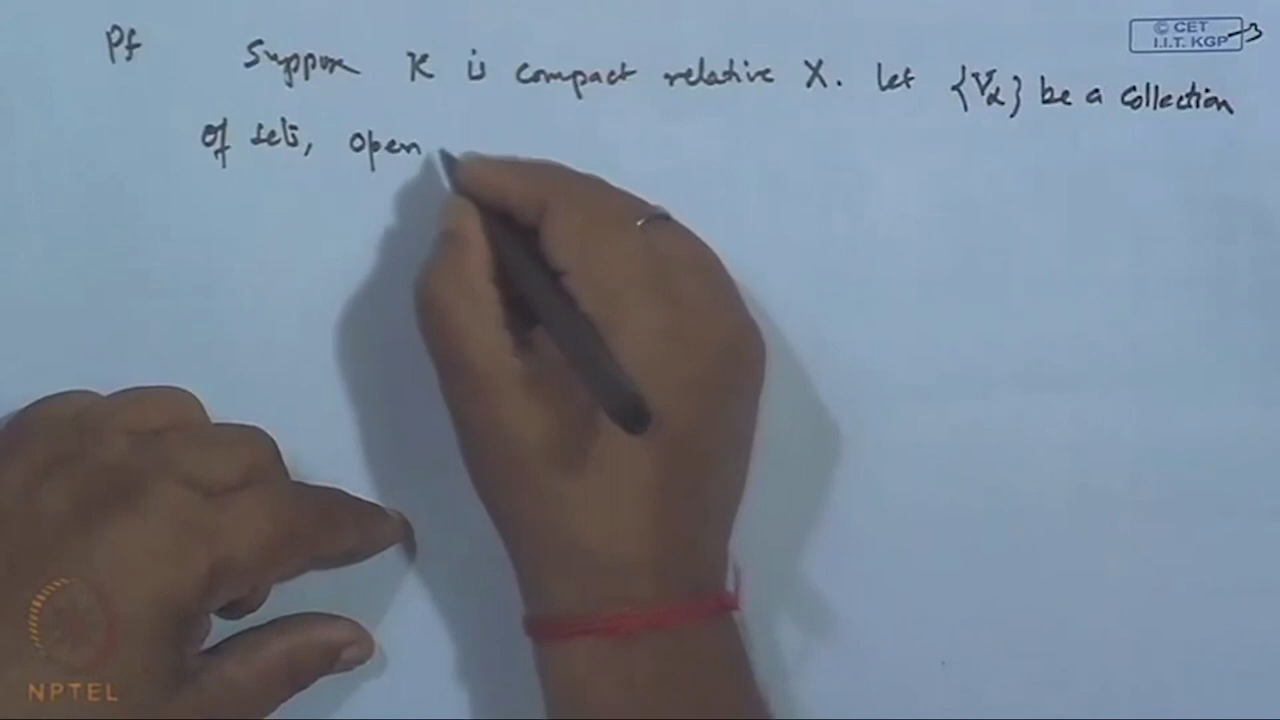 Pf Suppose K is compact relative X. Let {Vα} be a collection
of sets, open
© CET
I.I.T. KGP
NPTEL